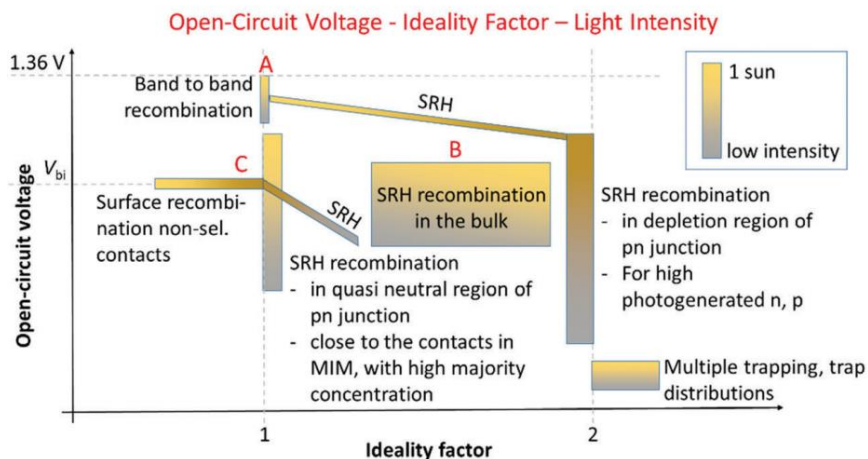 Open-Circuit Voltage - Ideality Factor – Light Intensity
1.36 V
A
Band to band
recombination
SRH
1 sun
low intensity
B
C
V bi
SRH recombination
in the bulk
Surface recombi-
nation non-sel.
contacts
SRH
SRH recombination
- in depletion region of
pn junction
- For high
photogenerated n, p
SRH recombination
- in quasi neutral region of
pn junction
- close to the contacts in
MIM, with high majority
concentration
Multiple trapping, trap
distributions
Open-circuit voltage
1
2
Ideality factor